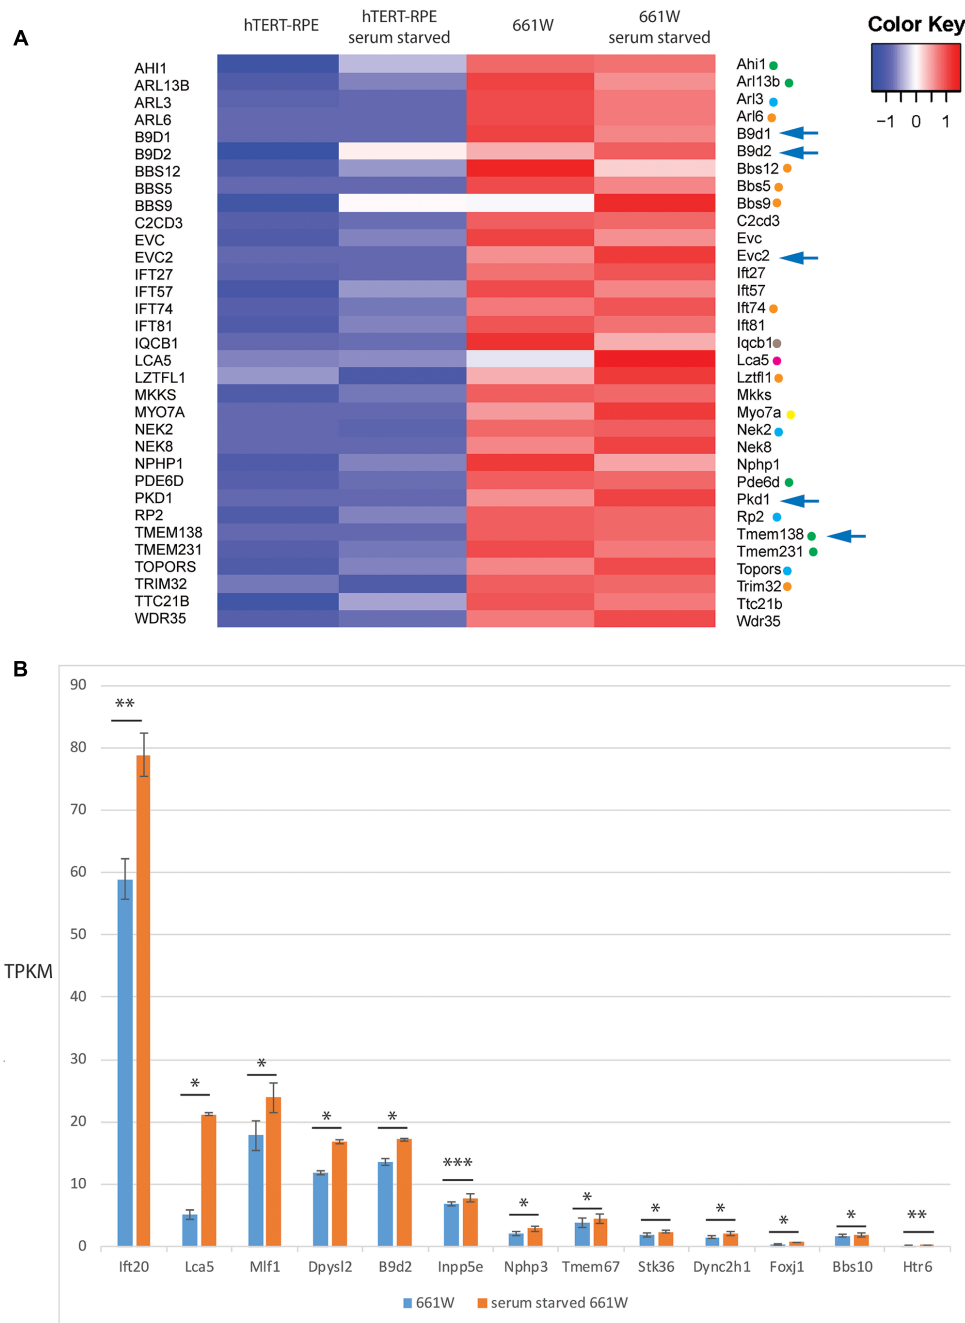 A
hTERT-RPE
hTERT-RPE
serum starved
661W
661W
serum starved
Color Key
−1 0 1
AHI1 Ahi1
ARL13B Arl13b
ARL3 Arl3
ARL6 Arl6
B9D1 B9d1
B9D2 B9d2
BBS12 Bbs12
BBS5 Bbs5
BBS9 Bbs9
C2CD3 C2cd3
EVC Evc
EVC2 Evc2
IFT27 Ift27
IFT57 Ift57
IFT74 Ift74
IFT81 Ift81
IQCB1 Iqcb1
LCA5 Lca5
LZTFL1 Lztfl1
MKKS Mkks
MYO7A Myo7a
NEK2 Nek2
NEK8 Nek8
NPHP1 Nphp1
PDE6D Pde6d
PKD1 Pkd1
RP2 Rp2
TMEM138 Tmem138
TMEM231 Tmem231
TOPORS Topors
TRIM32 Trim32
TTC21B Ttc21b
WDR35 Wdr35
B
90
80
70
60
50
40
30
20
10
0
TPKM
** * * * * *** * * * * * * **
Ift20 Lca5 Mlf1 Dpysl2 B9d2 Inpp5e Nphp3 Tmem67 Stk36 Dync2h1 Foxj1 Bbs10 Htr6
661W serum starved 661W